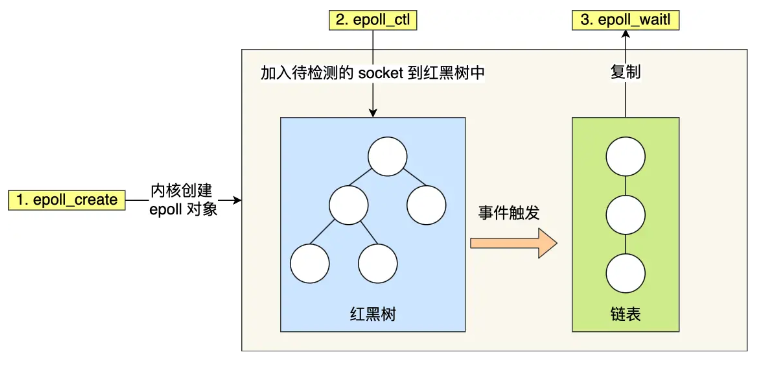 2. epoll_ctl
3. epoll_waitl
加入待检测的 socket 到红黑树中
复制
1. epoll_create
内核创建
epoll 对象
事件触发
红黑树
链表